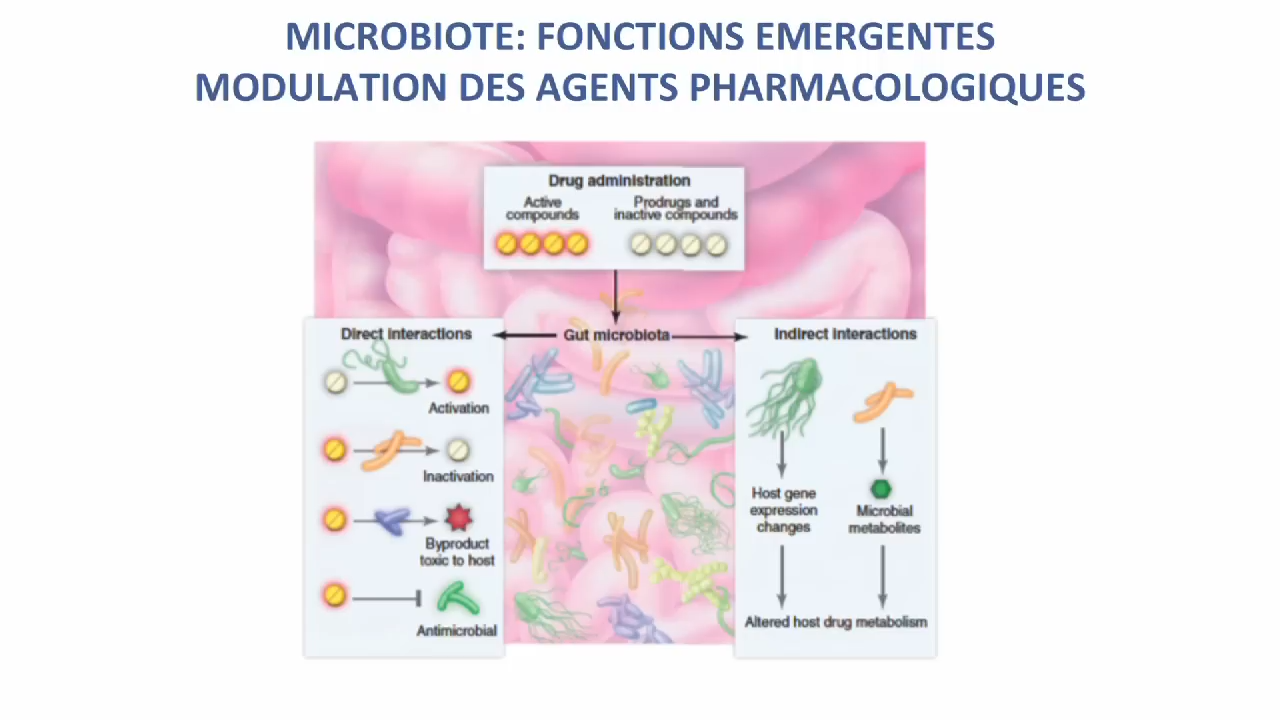 MICROBIOTE: FONCTIONS EMERGENTES
MODULATION DES AGENTS PHARMACOLOGIQUES
Drug administration
Active
compounds
Prodrugs and
inactive compounds
Direct interactions
Gut microbiota
Indirect interactions
Activation
Inactivation
Byproduct
toxic to host
Antimicrobial
Host gene
expression
changes
Microbial
metabolites
Altered host drug metabolism